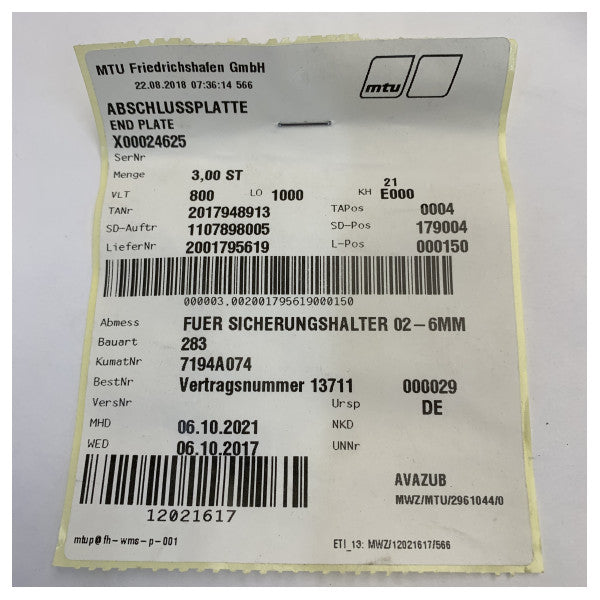 MTU Friedrichshafen GmbH
22.08.2018 07:36:14 566
mtu
ABSCHLUSSPLATTE
END PLATE
X00024625
SerNr
Menge 3,00 ST
VLT 800 LO 1000 KH 21 E000
TANr 2017948913 TAPos 0004
SD-Auftr 1107898005 SD-Pos 179004
LieferNr 2001795619 L-Pos 000150
000003,002001795619000150
Abmess FUER SICHERUNGSHALTER 02-6MM
Bauart 283
KumatNr 7194A074
BestNr Vertragsnummer 13711 000029
VersNr Ursp DE
MHD 06.10.2021 NKD
WED 06.10.2017 UNNr
AVAZUB
MWZ/MTU/2961044/0
12021617
mtup@fh-wms-p-001 ETI_13: MWZ/12021617/566